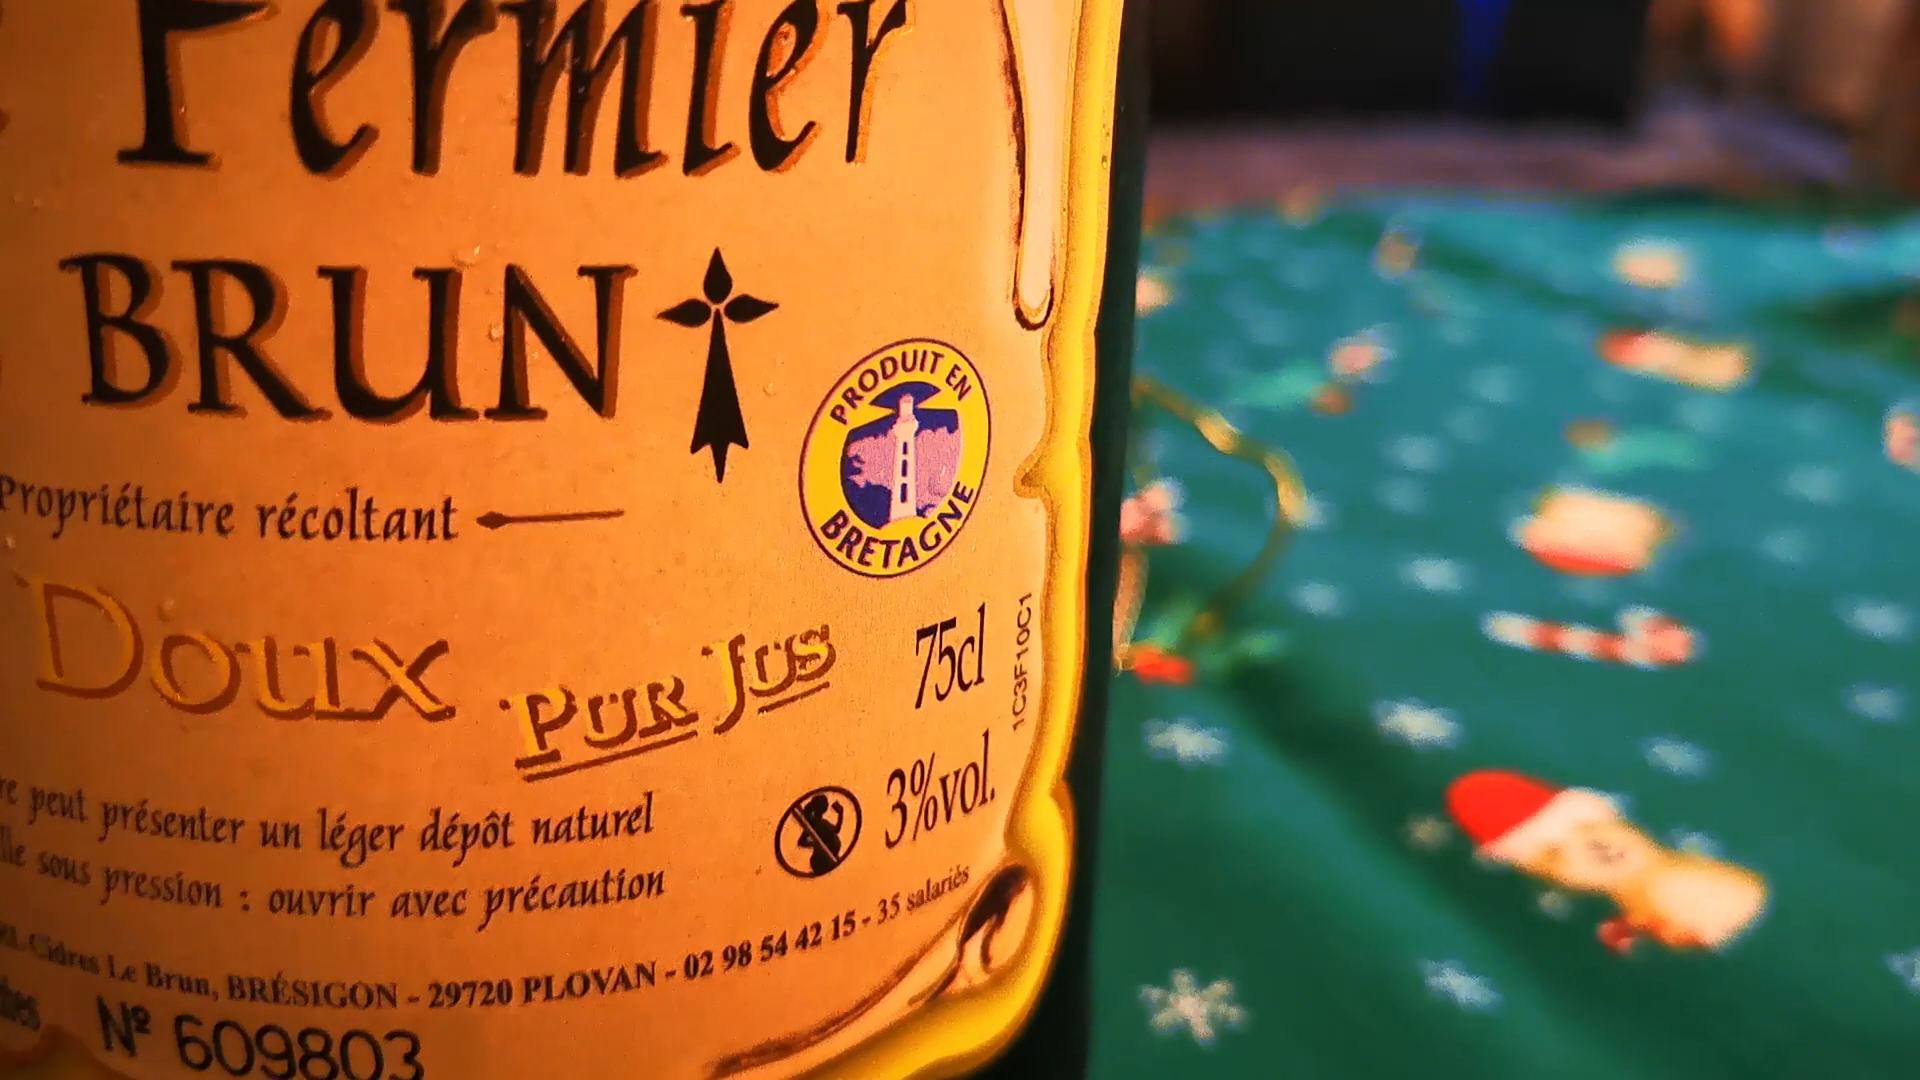 Fermier
BRUN
PRODUIT EN
BRETAGNE
Propriétaire récoltant
DOUX
PUR JUS
75cl
1C3F10C1
3%vol.
peut présenter un léger dépôt naturel
sous pression : ouvrir avec précaution
Cidres Le Brun, BRÉSIGON - 29720 PLOVAN - 02 98 54 42 15 - 35 salariés
Nº 609803